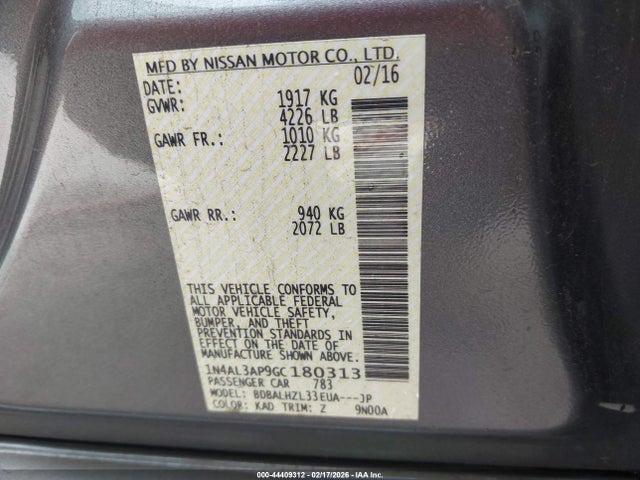 MFD BY NISSAN MOTOR CO., LTD.
DATE: 02/16
GVWR: 1917 KG
4226 LB
GAWR FR.: 1010 KG
2227 LB
GAWR RR.: 940 KG
2072 LB
THIS VEHICLE CONFORMS TO
ALL APPLICABLE FEDERAL
MOTOR VEHICLE SAFETY,
BUMPER, AND THEFT
PREVENTION STANDARDS IN
EFFECT ON THE DATE OF
MANUFACTURE SHOWN ABOVE.
1N4AL3AP9GC180313
PASSENGER CAR 783
MODEL: BDBALHZL33EUA---JP
COLOR: KAD TRIM: Z 9N00A
000-44409312 - 02/17/2026 - IAAI.COM